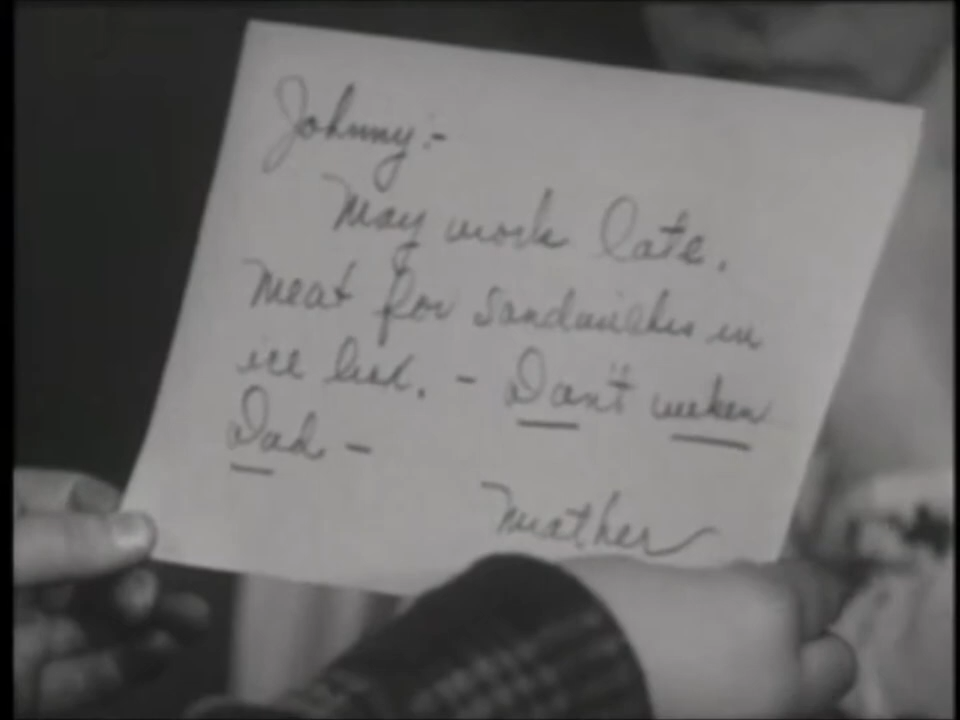 Johnny:-
May work late.
Meat for sandwiches in
ice box. - Don't waken
Dad -
Mother